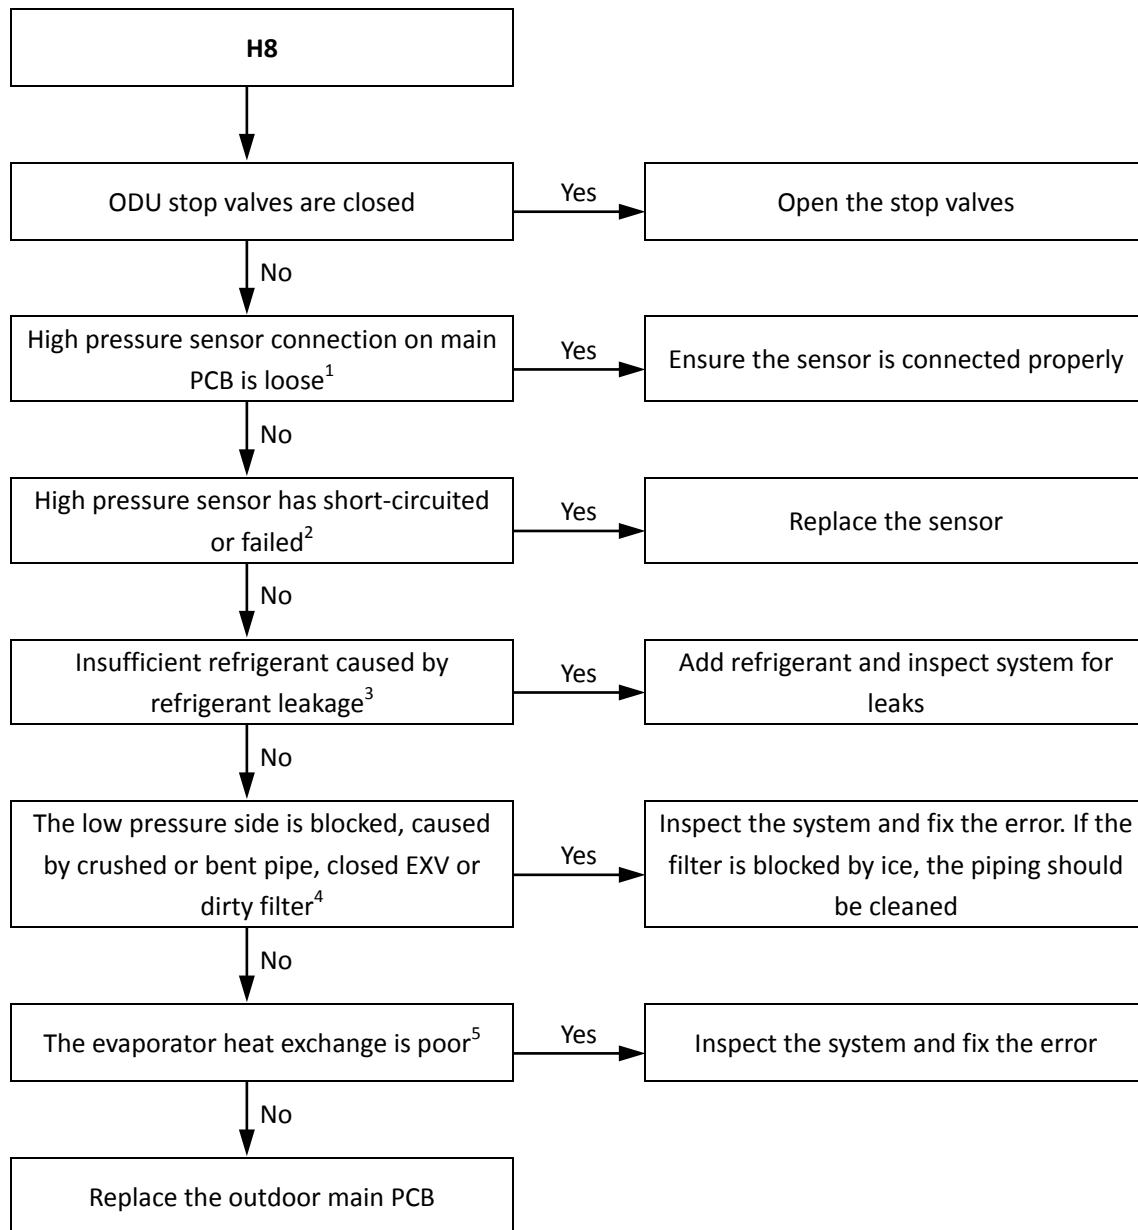 H8
ODU stop valves are closed
Yes
Open the stop valves
No
High pressure sensor connection on main
PCB is loose¹
Yes
Ensure the sensor is connected properly
No
High pressure sensor has short-circuited
or failed²
Yes
Replace the sensor
No
Insufficient refrigerant caused by
refrigerant leakage³
Yes
Add refrigerant and inspect system for
leaks
No
The low pressure side is blocked, caused
by crushed or bent pipe, closed EXV or
dirty filter⁴
Yes
Inspect the system and fix the error. If the
filter is blocked by ice, the piping should
be cleaned
No
The evaporator heat exchange is poor⁵
Yes
Inspect the system and fix the error
No
Replace the outdoor main PCB